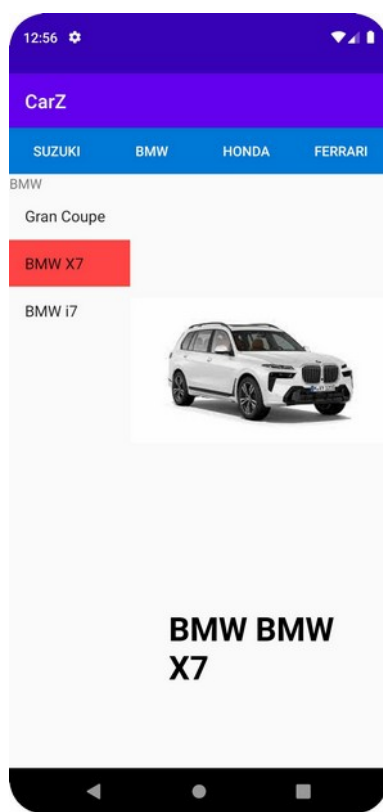 12:56
CarZ
SUZUKI BMW HONDA FERRARI
BMW
Gran Coupe
BMW X7
BMW i7
BMW BMW
X7